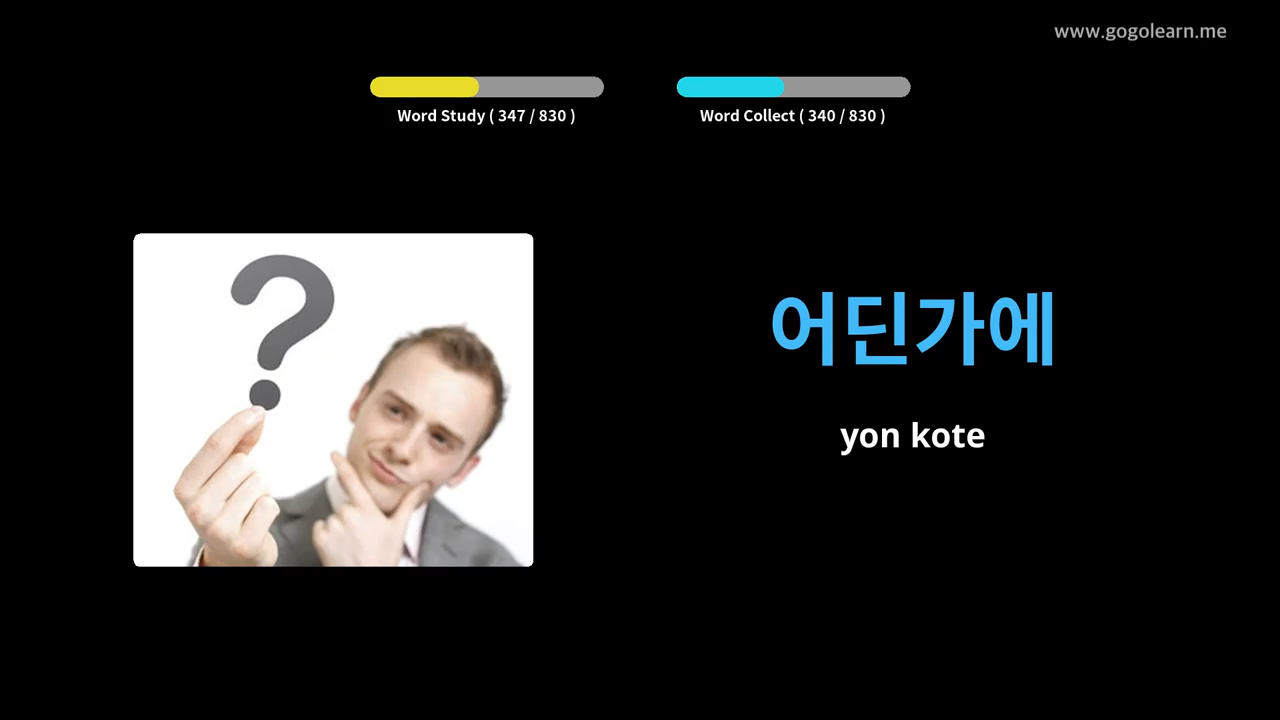 www.gogolearn.me
Word Study ( 347 / 830 )
Word Collect ( 340 / 830 )
?
어딘가에
yon kote